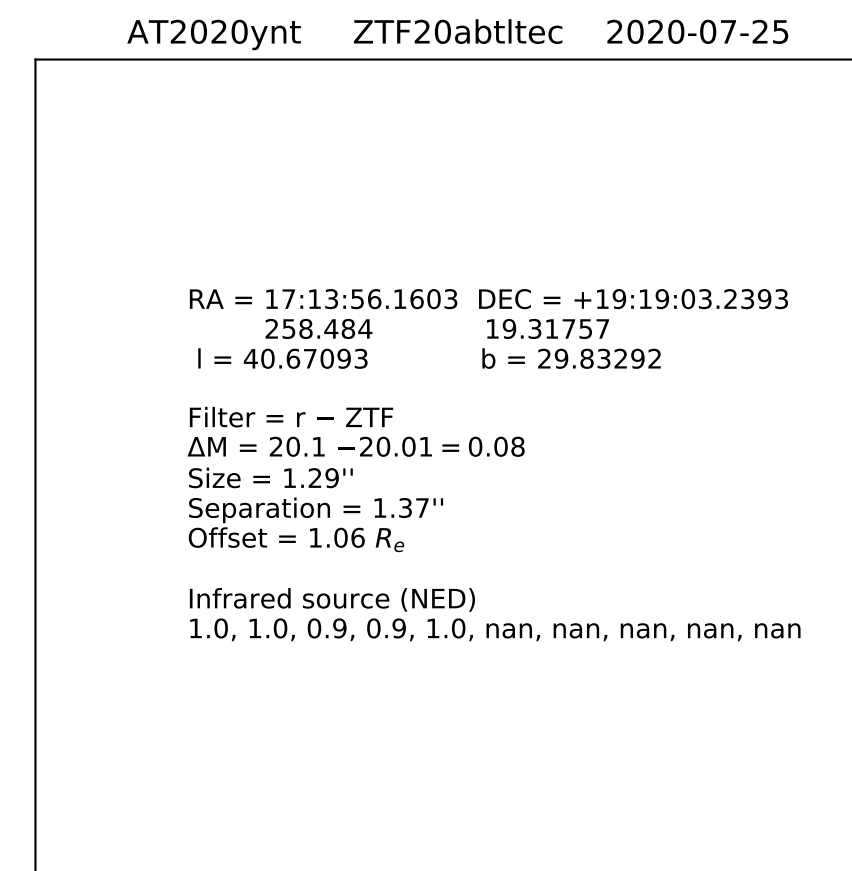 AT2020ynt ZTF20abtltec 2020-07-25
RA = 17:13:56.1603 DEC = +19:19:03.2393
258.484 19.31757
l = 40.67093 b = 29.83292
Filter = r − ZTF
ΔM = 20.1 −20.01 = 0.08
Size = 1.29''
Separation = 1.37''
Offset = 1.06 Rₑ
Infrared source (NED)
1.0, 1.0, 0.9, 0.9, 1.0, nan, nan, nan, nan, nan